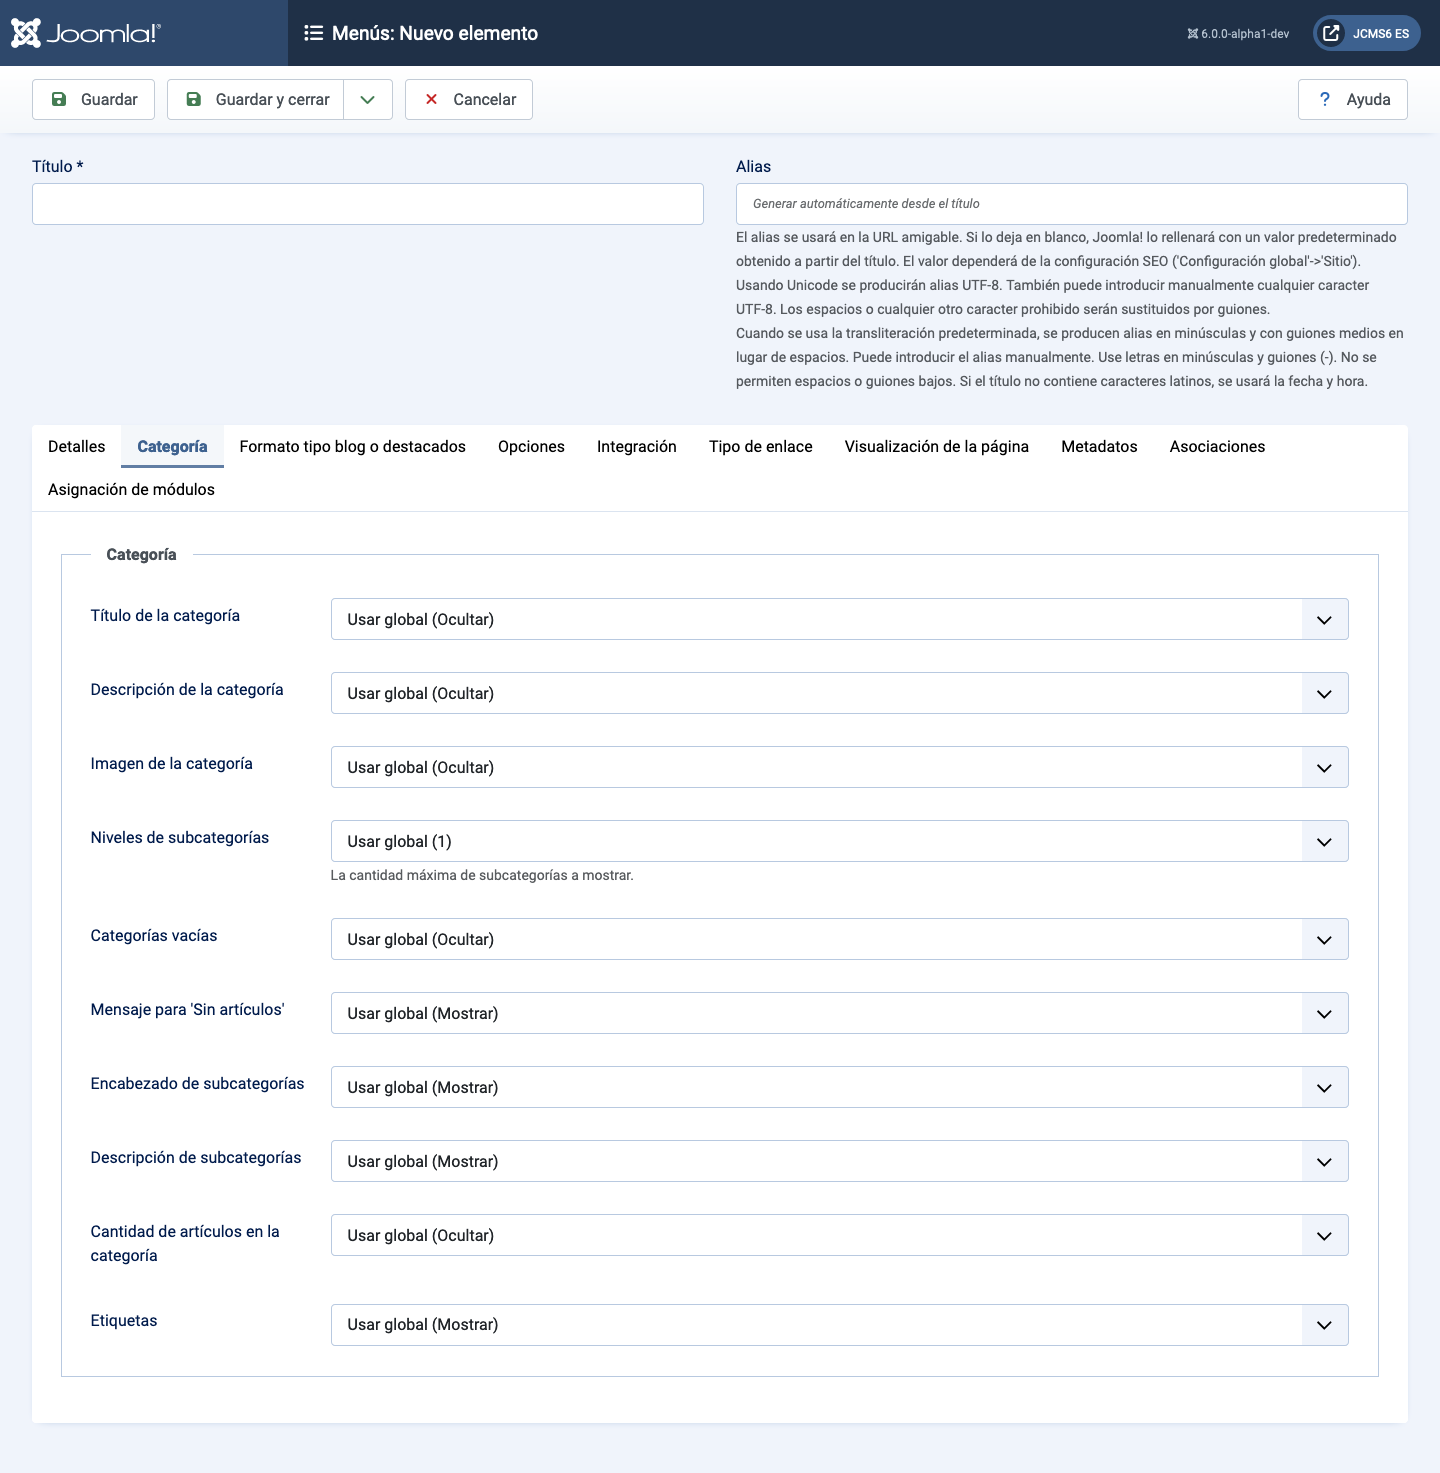 Joomla!®
Menús: Nuevo elemento
6.0.0-alpha1-dev
JCMS6 ES
Guardar
Guardar y cerrar
Cancelar
? Ayuda
Título *
Alias
Generar automáticamente desde el título
El alias se usará en la URL amigable. Si lo deja en blanco, Joomla! lo rellenará con un valor predeterminado
obtenido a partir del título. El valor dependerá de la configuración SEO ('Configuración global'->'Sitio').
Usando Unicode se producirán alias UTF-8. También puede introducir manualmente cualquier caracter
UTF-8. Los espacios o cualquier otro caracter prohibido serán sustituidos por guiones.
Cuando se usa la transliteración predeterminada, se producen alias en minúsculas y con guiones medios en
lugar de espacios. Puede introducir el alias manualmente. Use letras en minúsculas y guiones (-). No se
permiten espacios o guiones bajos. Si el título no contiene caracteres latinos, se usará la fecha y hora.
Detalles
Categoría
Formato tipo blog o destacados
Opciones
Integración
Tipo de enlace
Visualización de la página
Metadatos
Asociaciones
Asignación de módulos
Categoría
Título de la categoría
Usar global (Ocultar)
Descripción de la categoría
Usar global (Ocultar)
Imagen de la categoría
Usar global (Ocultar)
Niveles de subcategorías
Usar global (1)
La cantidad máxima de subcategorías a mostrar.
Categorías vacías
Usar global (Ocultar)
Mensaje para 'Sin artículos'
Usar global (Mostrar)
Encabezado de subcategorías
Usar global (Mostrar)
Descripción de subcategorías
Usar global (Mostrar)
Cantidad de artículos en la
categoría
Usar global (Ocultar)
Etiquetas
Usar global (Mostrar)